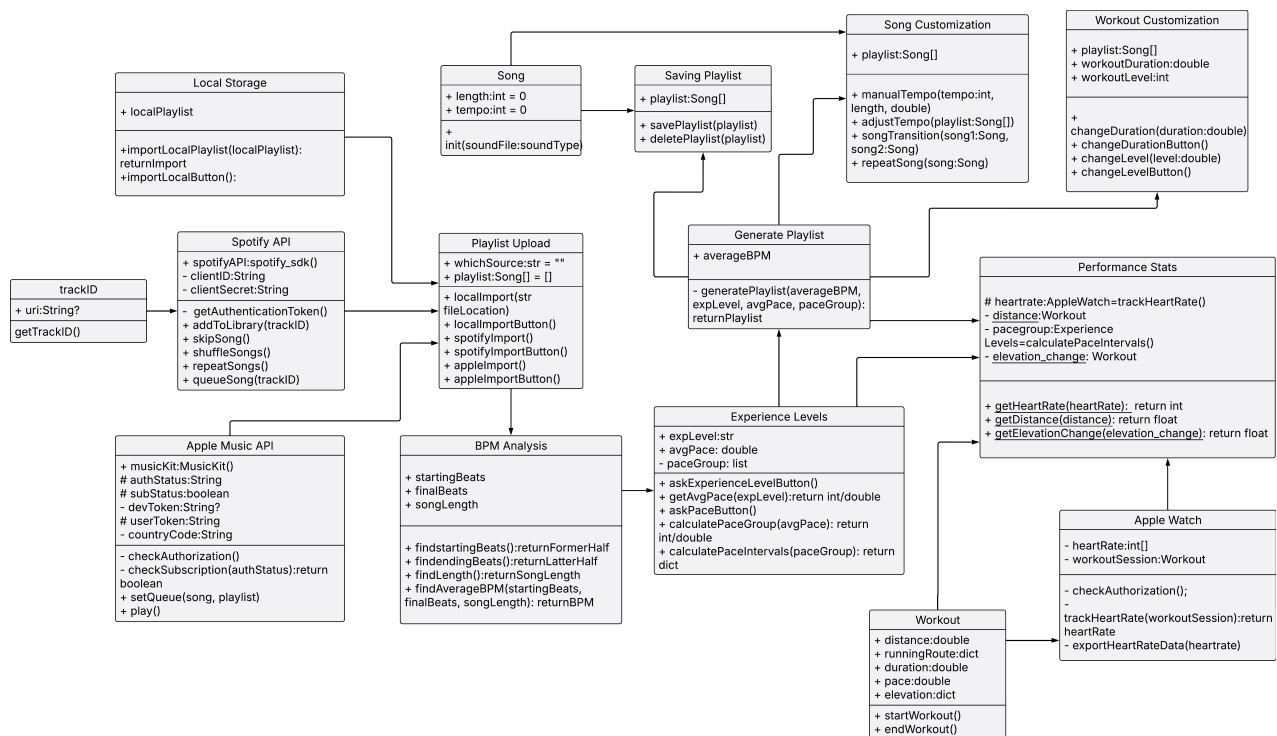 Local Storage
+ localPlaylist
+importLocalPlaylist(localPlaylist):
returnImport
+importLocalButton():
Song
+ length:int = 0
+ tempo:int = 0
+
init(soundFile:soundType)
Saving Playlist
+ playlist:Song[]
+ savePlaylist(playlist)
+ deletePlaylist(playlist)
Song Customization
+ playlist:Song[]
+ manualTempo(tempo:int,
length, double)
+ adjustTempo(playlist:Song[])
+ songTransition(song1:Song,
song2:Song)
+ repeatSong(song:Song)
Workout Customization
+ playlist:Song[]
+ workoutDuration:double
+ workoutLevel:int
+
changeDuration(duration:double)
+ changeDurationButton()
+ changeLevel(level:double)
+ changeLevelButton()
trackID
+ uri:String?
getTrackID()
Spotify API
+ spotifyAPI:spotify_sdk()
- clientID:String
- clientSecret:String
- getAuthenticationToken()
+ addToLibrary(trackID)
+ skipSong()
+ shuffleSongs()
+ repeatSongs()
+ queueSong(trackID)
Playlist Upload
+ whichSource:str = ""
+ playlist:Song[] = []
+ localImport(str
fileLocation)
+ localImportButton()
+ spotifyImport()
+ spotifyImportButton()
+ appleImport()
+ appleImportButton()
Generate Playlist
+ averageBPM
- generatePlaylist(averageBPM,
expLevel, avgPace, paceGroup):
returnPlaylist
Performance Stats
# heartrate:AppleWatch=trackHeartRate()
- distance:Workout
- pacegroup:Experience
Levels=calculatePaceIntervals()
- elevation_change: Workout
+ getHeartRate(heartRate): return int
+ getDistance(distance): return float
+ getElevationChange(elevation_change): return float
Apple Music API
+ musicKit:MusicKit()
# authStatus:String
# subStatus:boolean
- devToken:String?
# userToken:String
- countryCode:String
- checkAuthorization()
- checkSubscription(authStatus):return
boolean
+ setQueue(song, playlist)
+ play()
BPM Analysis
+ startingBeats
+ finalBeats
+ songLength
+ findstartingBeats():returnFormerHalf
+ findendingBeats():returnLatterHalf
+ findLength():returnSongLength
+ findAverageBPM(startingBeats,
finalBeats, songLength): returnBPM
Experience Levels
+ expLevel:str
+ avgPace: double
- paceGroup: list
+ askExperienceLevelButton()
+ getAvgPace(expLevel):return int/double
+ askPaceButton()
+ calculatePaceGroup(avgPace): return
int/double
+ calculatePaceIntervals(paceGroup): return
dict
Apple Watch
- heartRate:int[]
- workoutSession:Workout
- checkAuthorization();
-
trackHeartRate(workoutSession):return
heartRate
- exportHeartRateData(heartrate)
Workout
+ distance:double
+ runningRoute:dict
+ duration:double
+ pace:double
+ elevation:dict
+ startWorkout()
+ endWorkout()